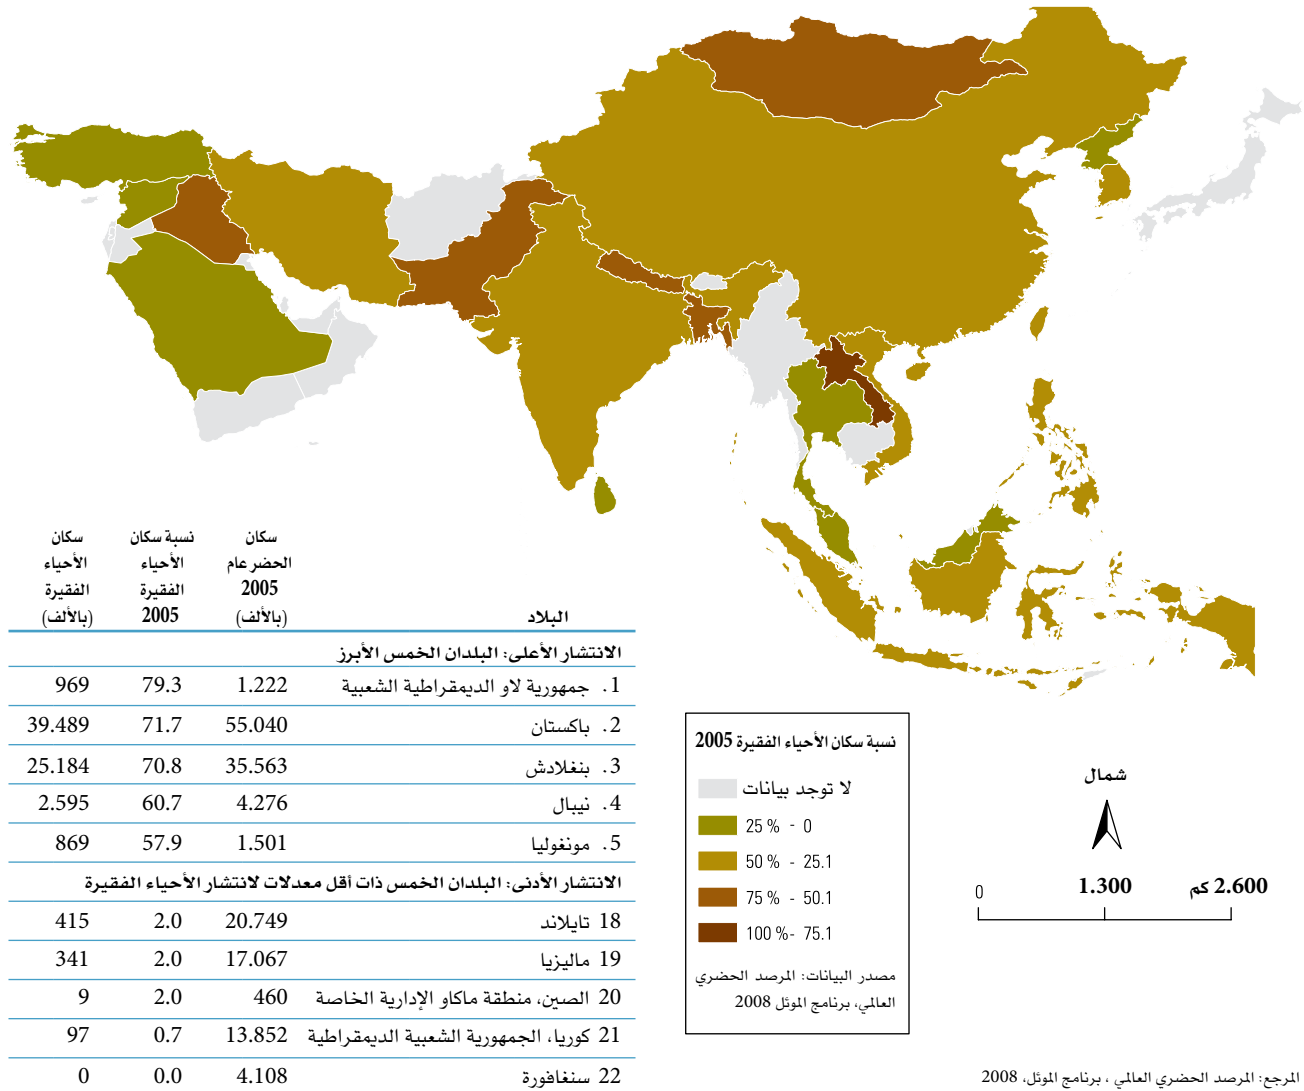 البلاد
سكان الحضر عام 2005 (بالألف)
نسبة سكان الأحياء الفقيرة 2005
سكان الأحياء الفقيرة (بالألف)
الانتشار الأعلى: البلدان الخمس الأبرز
1. جمهورية لاو الديمقراطية الشعبية 1.222 79.3 969
2. باكستان 55.040 71.7 39.489
3. بنغلادش 35.563 70.8 25.184
4. نيبال 4.276 60.7 2.595
5. مونغوليا 1.501 57.9 869
الانتشار الأدنى: البلدان الخمس ذات أقل معدلات لانتشار الأحياء الفقيرة
18 تايلاند 20.749 2.0 415
19 ماليزيا 17.067 2.0 341
20 الصين، منطقة ماكاو الإدارية الخاصة 460 2.0 9
21 كوريا، الجمهورية الشعبية الديمقراطية 13.852 0.7 97
22 سنغافورة 4.108 0.0 0
نسبة سكان الأحياء الفقيرة 2005
لا توجد بيانات
25 % - 0
50 % - 25.1
75 % - 50.1
100 %- 75.1
مصدر البيانات: المرصد الحضري
العالمي، برنامج الموئل 2008
شمال
0 1.300 2.600 كم
المرجع: المرصد الحضري العالمي ، برنامج الموئل، 2008